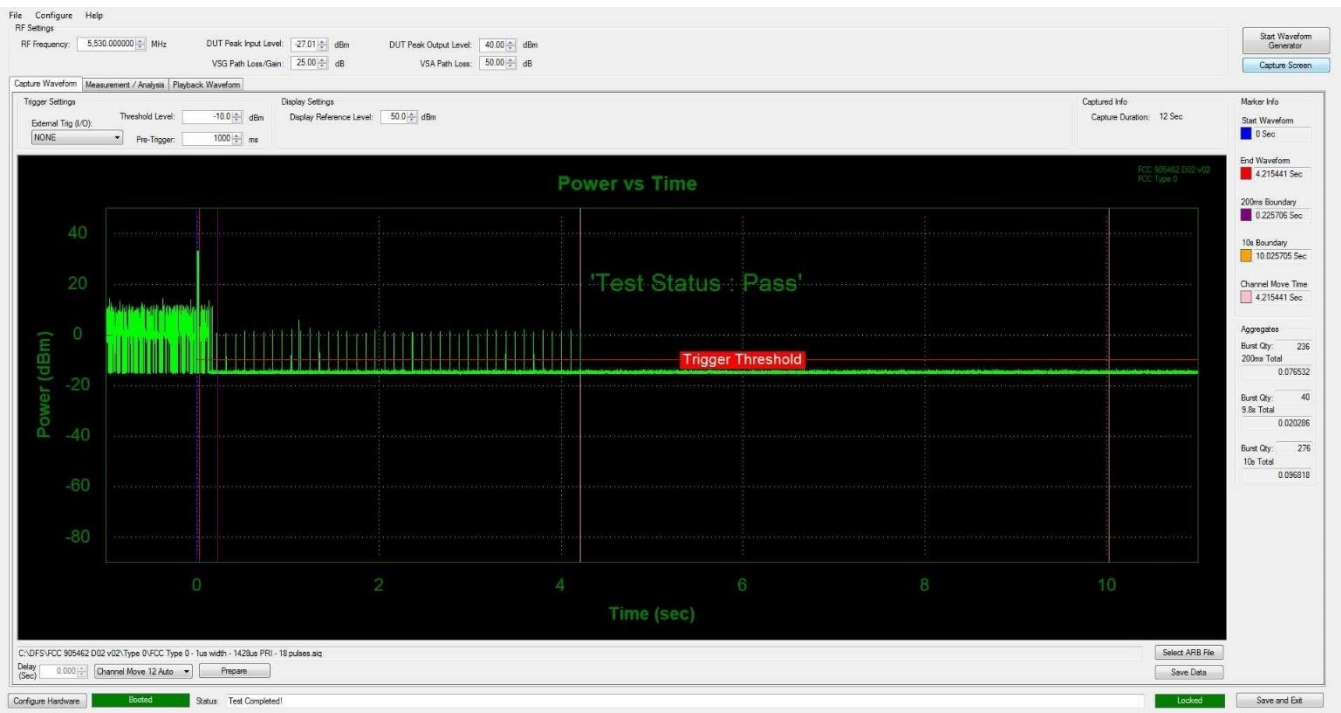 File Configure Help
RF Settings
RF Frequency: 5,530.000000 MHz DUT Peak Input Level: -27.01 dBm DUT Peak Output Level: 40.00 dBm
VSG Path Loss/Gain: 25.00 dB VSA Path Loss: 50.00 dB
Start Waveform Generator
Capture Screen
Capture Waveform Measurement / Analysis Playback Waveform
Trigger Settings
External Trig (I/O): Threshold Level: -10.0 dBm
NONE Pre-Trigger: 1000 ms
Display Settings
Display Reference Level: 50.0 dBm
Captured Info
Capture Duration: 12 Sec
Power vs Time
FCC 905462 D02 v02
FCC Type 0
'Test Status : Pass'
Trigger Threshold
Power (dBm)
40
20
0
-20
-40
-60
-80
0 2 4 6 8 10
Time (sec)
Marker Info
Start Waveform
0 Sec
End Waveform
4.215441 Sec
200ms Boundary
0.225706 Sec
10s Boundary
10.025705 Sec
Channel Move Time
4.215441 Sec
Aggregates
Burst Qty: 236
200ms Total
0.076532
Burst Qty: 40
9.8s Total
0.020286
Burst Qty: 276
10s Total
0.096818
C:\DFS\FCC 905462 D02 v02\Type 0\FCC Type 0 - 1us width - 1428us PRI - 18 pulses.aiq
Select ARB File
Delay (Sec) 0.000 Channel Move 12 Auto Prepare
Save Data
Configure Hardware Booted Status: Test Completed! Locked Save and Exit